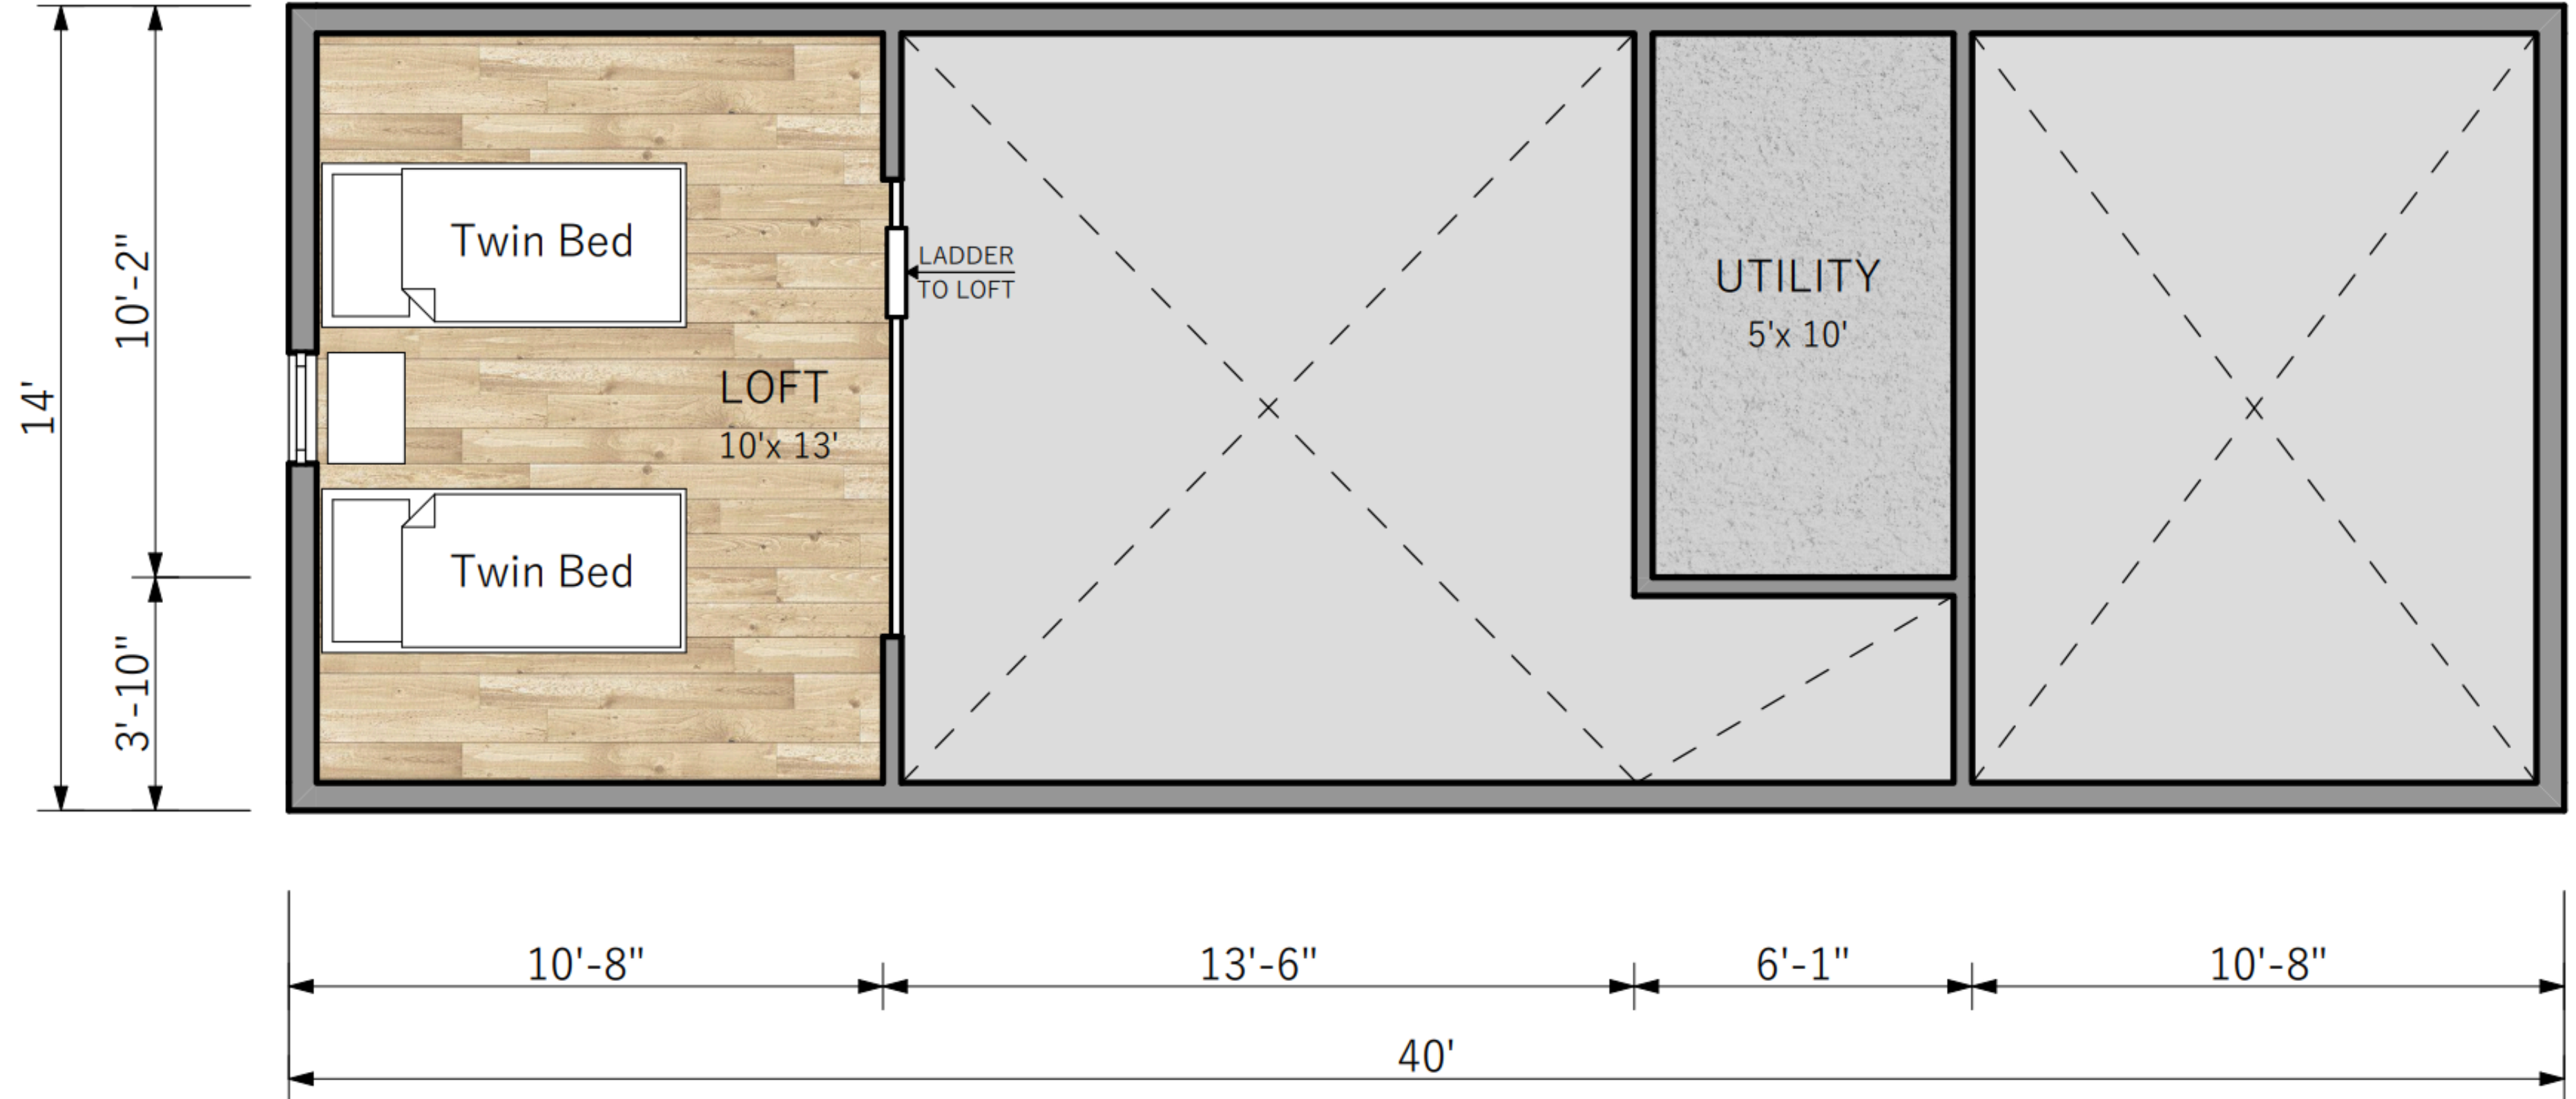 14'
10'-2"
3'-10"
Twin Bed
LOFT
10'x 13'
Twin Bed
LADDER
TO LOFT
UTILITY
5'x 10'
10'-8"
13'-6"
6'-1"
10'-8"
40'